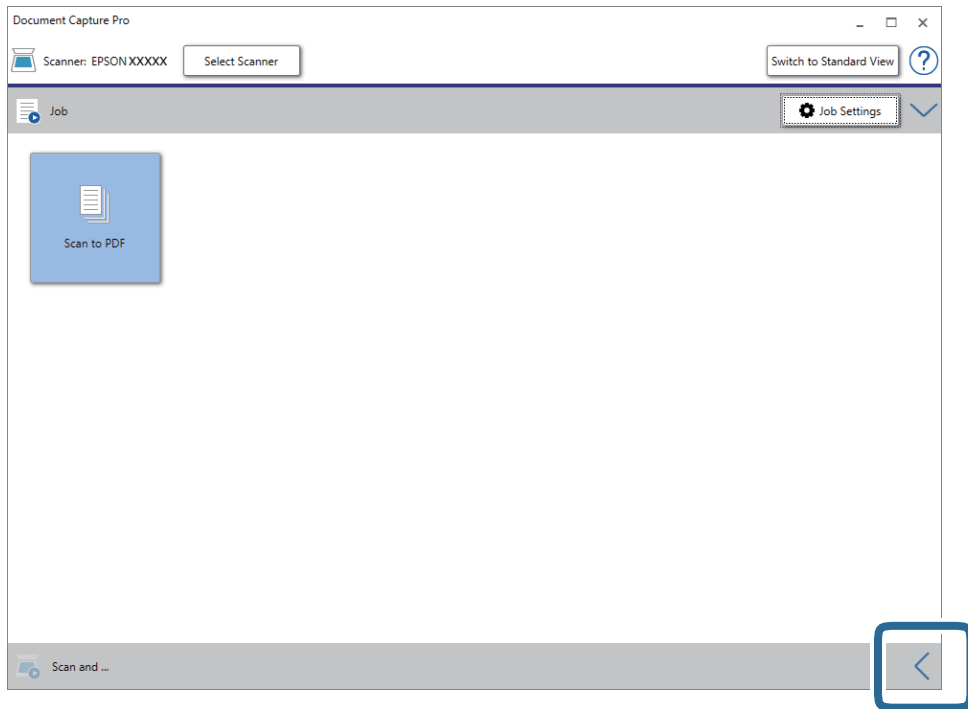 Document Capture Pro
Scanner: EPSON XXXXX Select Scanner Switch to Standard View ?
Job Job Settings
Scan to PDF
Scan and ...